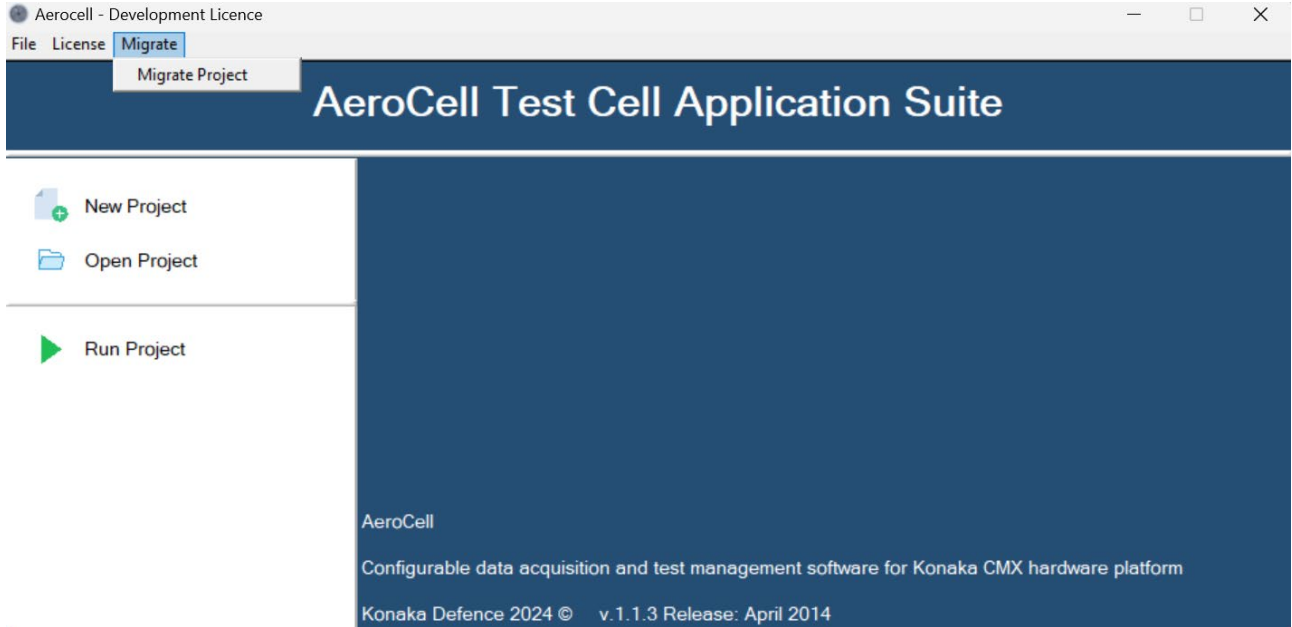 Aerocell - Development Licence
File License Migrate
Migrate Project
AeroCell Test Cell Application Suite
New Project
Open Project
Run Project
AeroCell
Configurable data acquisition and test management software for Konaka CMX hardware platform
Konaka Defence 2024 © v.1.1.3 Release: April 2014